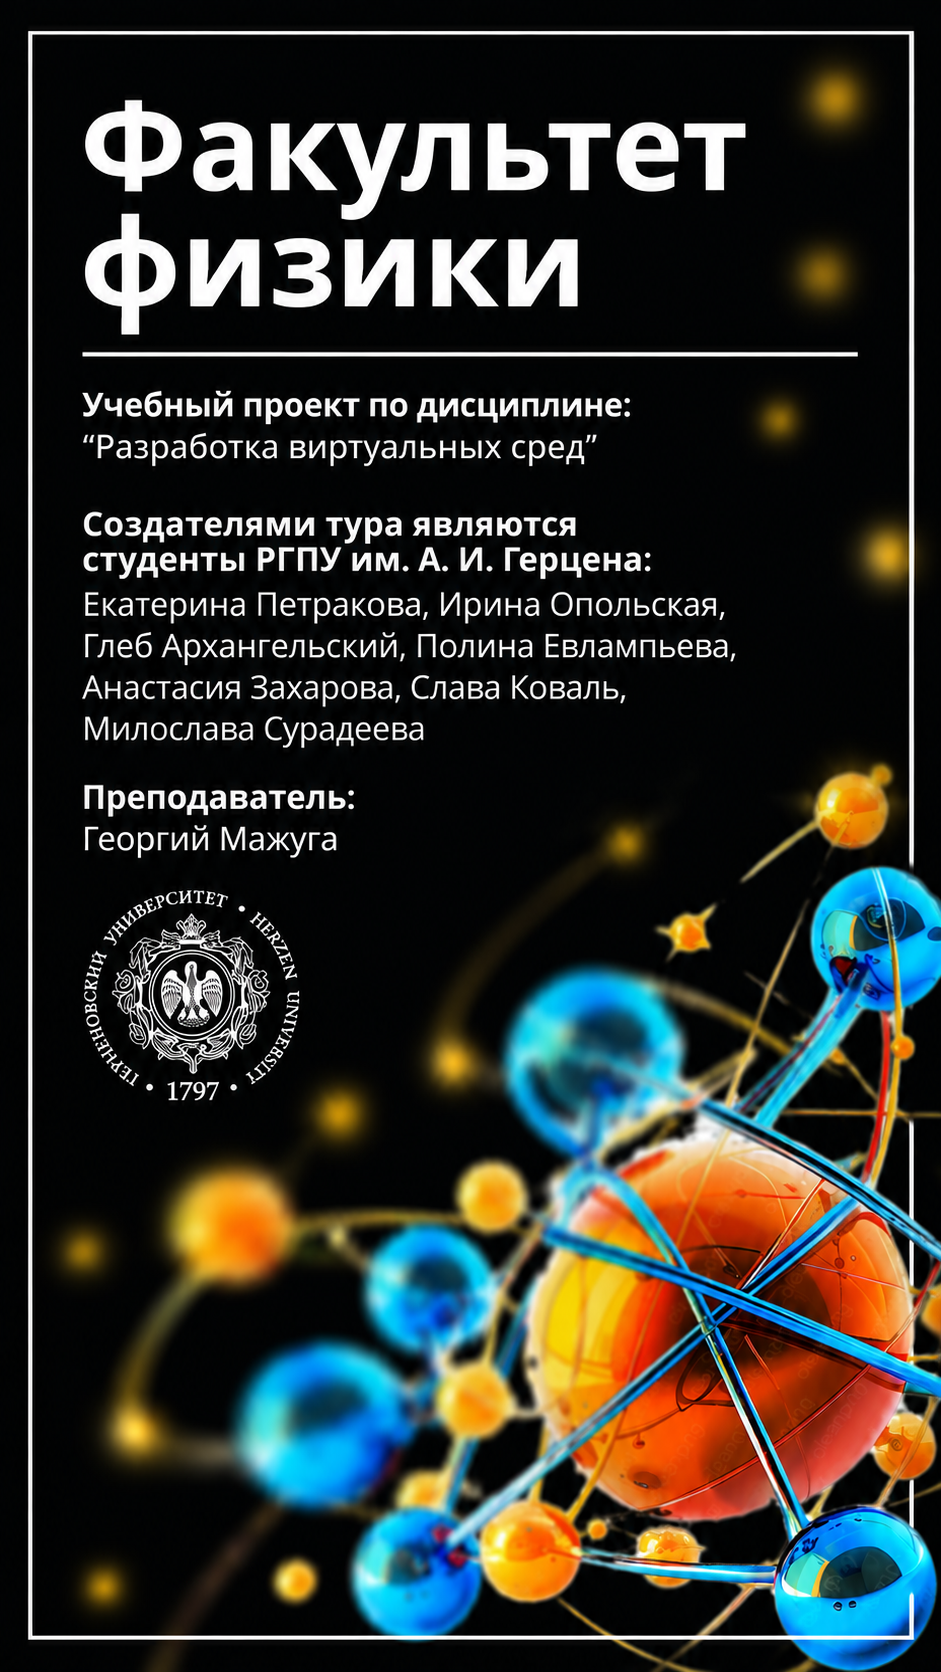 Факультет
физики
Учебный проект по дисциплине:
“Разработка виртуальных сред”
Создателями тура являются
студенты РГПУ им. А. И. Герцена:
Екатерина Петракова, Ирина Опольская,
Глеб Архангельский, Полина Евлампьева,
Анастасия Захарова, Слава Коваль,
Милослава Сурадеева
Преподаватель:
Георгий Мажуга
ГЕРЦЕНОВСКИЙ УНИВЕРСИТЕТ • HERZEN UNIVERSITY
• 1797 •